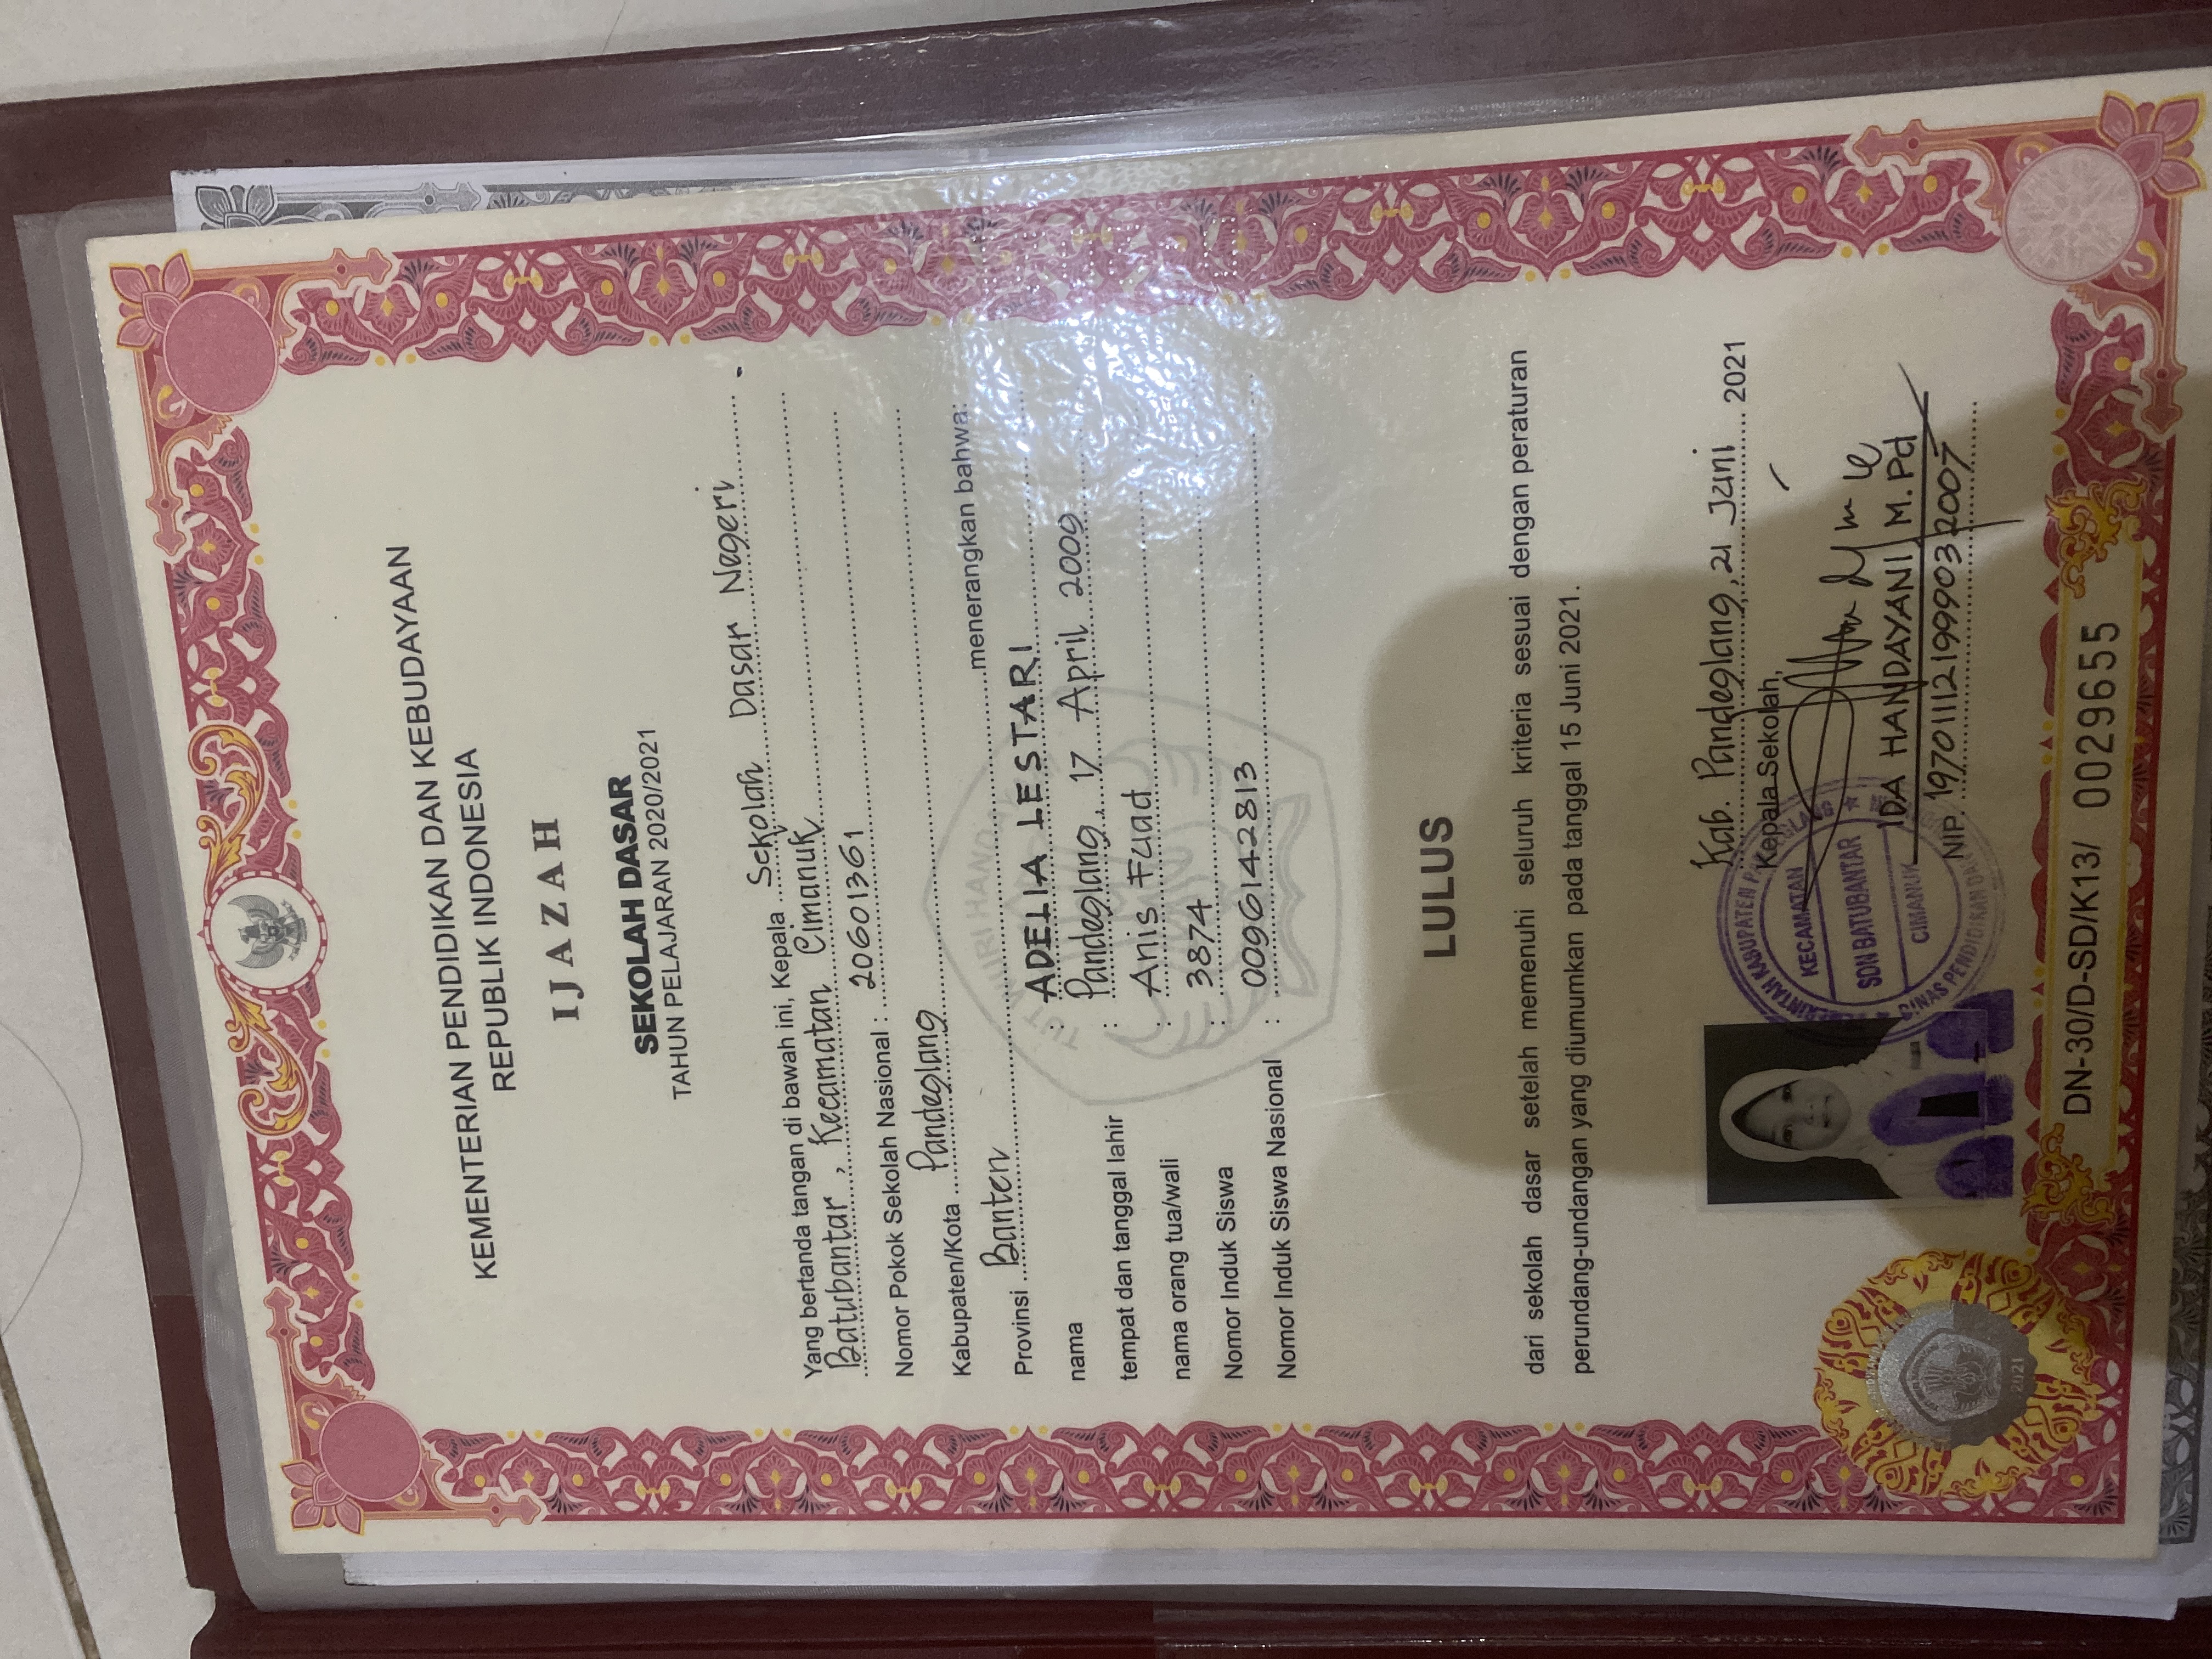 KEMENTERIAN PENDIDIKAN DAN KEBUDAYAAN
REPUBLIK INDONESIA
IJAZAH
SEKOLAH DASAR
TAHUN PELAJARAN 2020/2021
Yang bertanda tangan di bawah ini, Kepala Sekolah Dasar Negeri
Batubantar, Kecamatan Cimanuk
Nomor Pokok Sekolah Nasional : 20601361
Kabupaten/Kota Pandeglang
Provinsi Banten menerangkan bahwa:
nama : ADELIA LESTARI
tempat dan tanggal lahir : Pandeglang, 17 April 2009
nama orang tua/wali : Anis Fuad
Nomor Induk Siswa : 3874
Nomor Induk Siswa Nasional : 0096142813
TUT WURI HANDAYANI
LULUS
dari sekolah dasar setelah memenuhi seluruh kriteria sesuai dengan peraturan
perundang-undangan yang diumumkan pada tanggal 15 Juni 2021.
Kab. Pandeglang, 21 Juni 2021
Kepala Sekolah,
PEMERINTAH KABUPATEN PANDEGLANG
KECAMATAN
SDN BATUBANTAR
CIMANUK
DINAS PENDIDIKAN DAN
IDA HANDAYANI, M.Pd
NIP. 197011121999032007
2021
DN-30/D-SD/K13/ 0029655